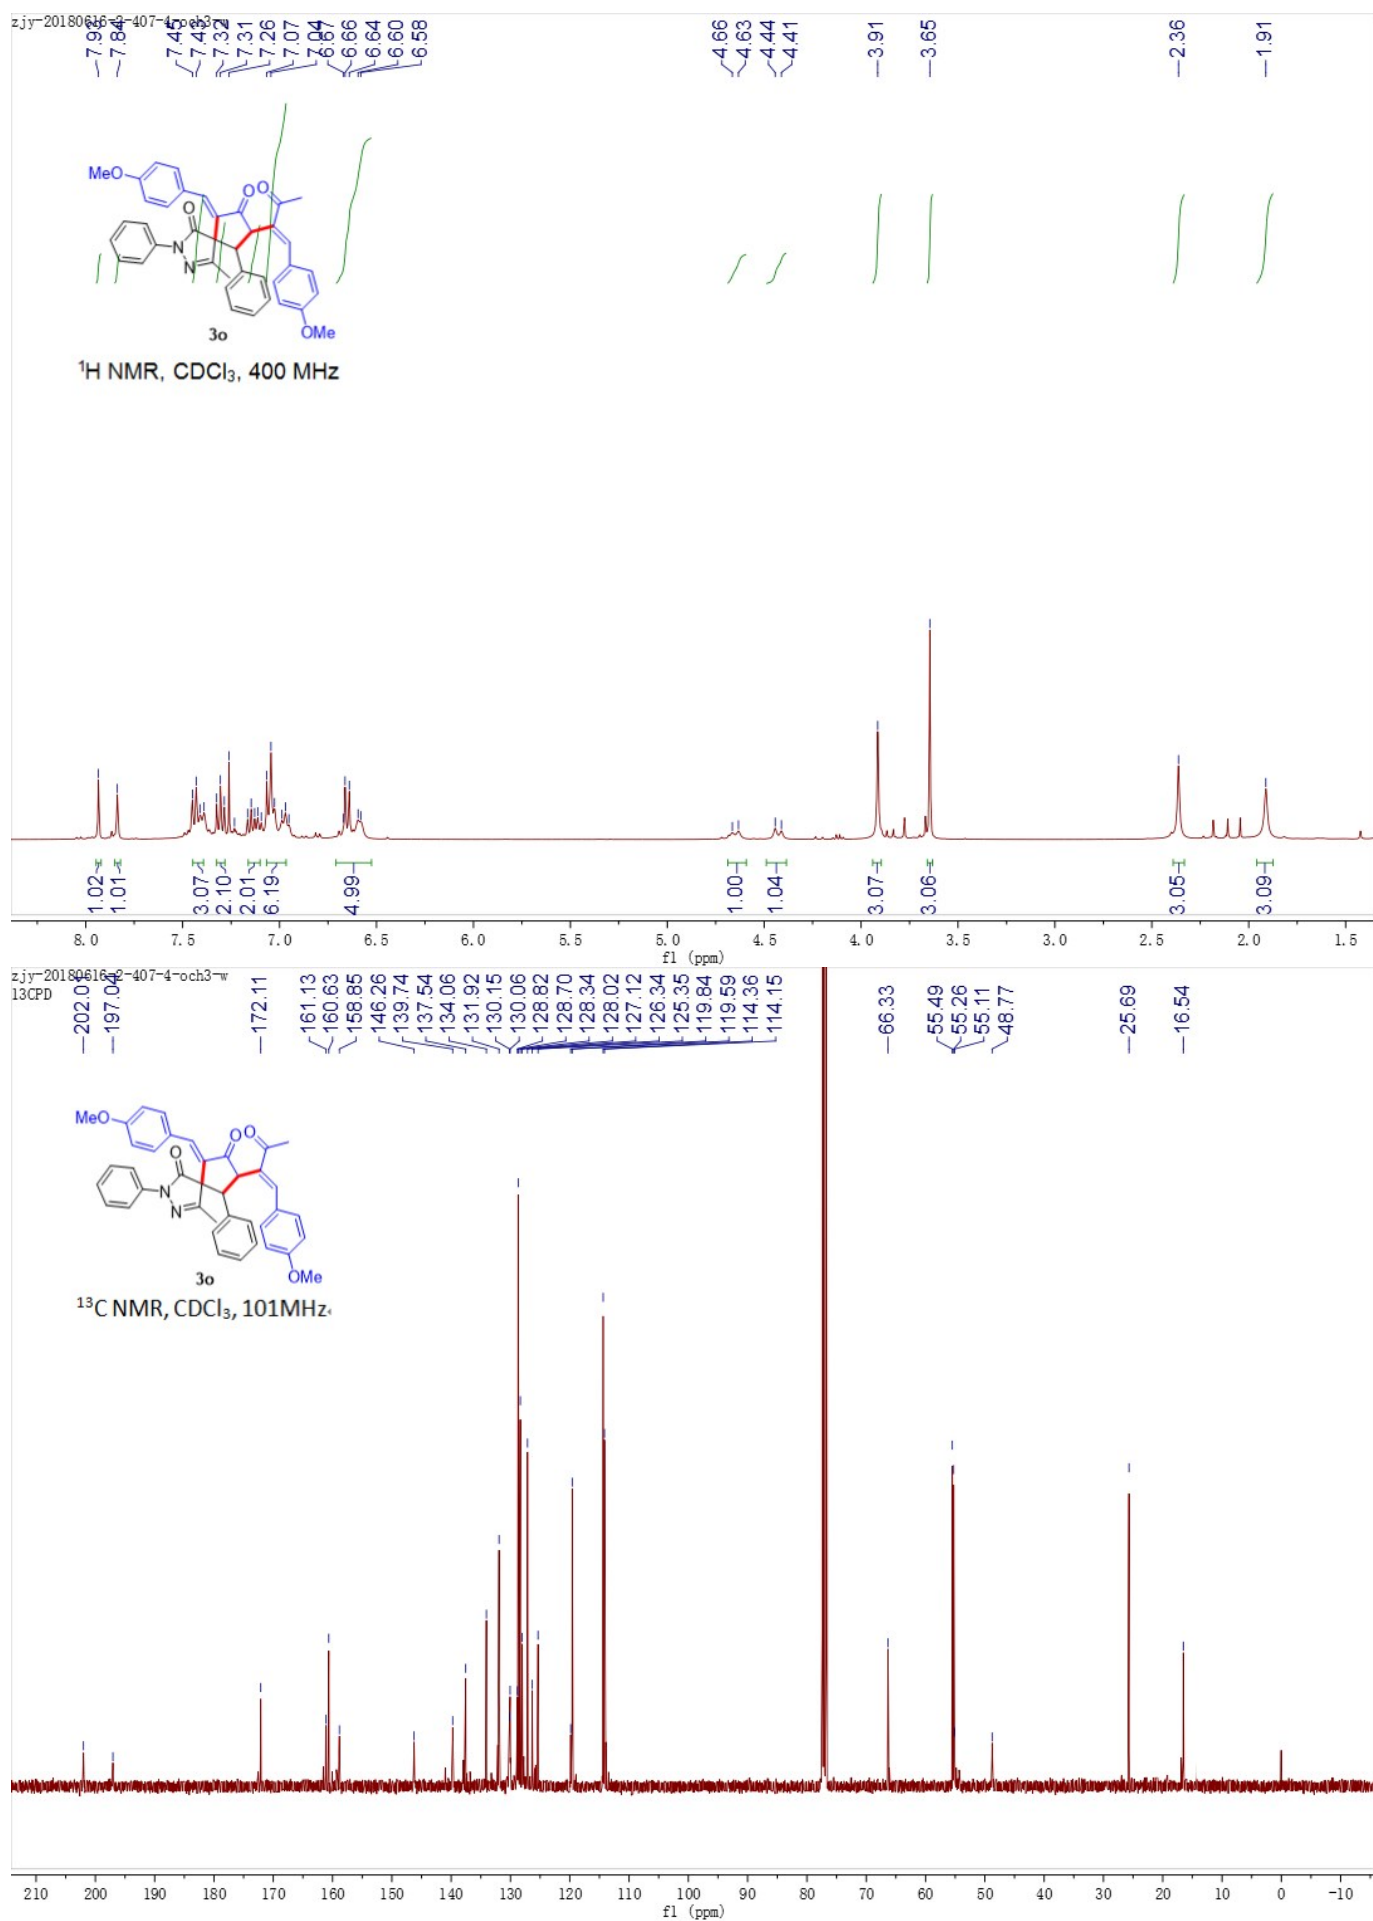 zjy-20180616-2-407-4-och3-w
7.93
7.84
7.45
7.43
7.32
7.31
7.26
7.07
7.04
6.67
6.66
6.64
6.60
6.58
4.66
4.63
4.44
4.41
3.91
3.65
2.36
1.91
MeO
O
O
O
N
N
OMe
3o
¹H NMR, CDCl₃, 400 MHz
1.02
1.01
3.07
2.10
2.01
6.19
4.99
1.00
1.04
3.07
3.06
3.05
3.09
8.0 7.5 7.0 6.5 6.0 5.5 5.0 4.5 4.0 3.5 3.0 2.5 2.0 1.5
f1 (ppm)
zjy-20180616-2-407-4-och3-w
13CPD
202.01
197.04
172.11
161.13
160.63
158.85
146.26
139.74
137.54
134.06
131.92
130.15
130.06
128.82
128.70
128.34
128.02
127.12
126.34
125.35
119.84
119.59
114.36
114.15
66.33
55.49
55.26
55.11
48.77
25.69
16.54
MeO
O
O
O
N
N
OMe
3o
¹³C NMR, CDCl₃, 101MHz
210 200 190 180 170 160 150 140 130 120 110 100 90 80 70 60 50 40 30 20 10 0 -10
f1 (ppm)